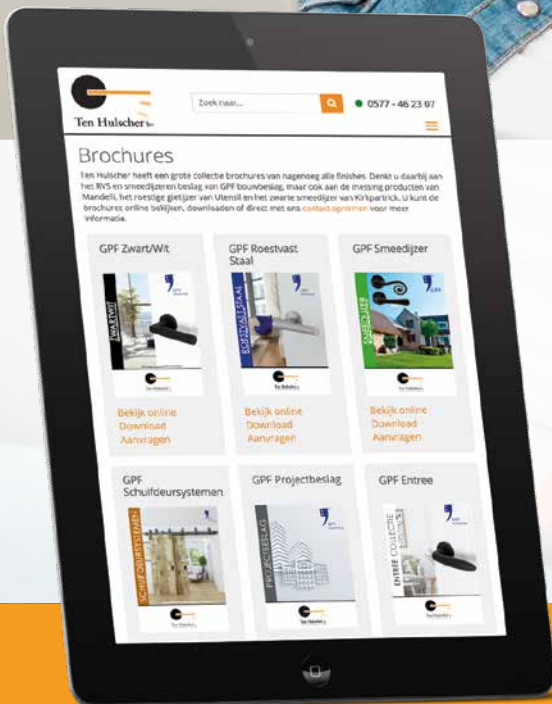 Ten Hulscher bv
Zoek naar...
0577 - 46 23 07
Brochures
Ten Hulscher heeft een grote collectie brochures van nagenoeg alle finishes. Denkt u daarbij aan
het RVS en smeedijzeren beslag van GPF bouwbeslag, maar ook aan de messing producten van
Mandelli, het roestige gietijzer van Utensil en het zwarte smeedijzer van Kirkpatrick. U kunt de
brochures online bekijken, downloaden of direct met ons contact opnemen voor meer
informatie.
GPF Zwart/Wit
GPF Roestvast
Staal
GPF Smeedijzer
ZWART/WIT
ROESTVAST STAAL
SMEEDIJZER
Bekijk online
Download
Aanvragen
Bekijk online
Download
Aanvragen
Bekijk online
Download
Aanvragen
GPF
Schuifdeursystemen
GPF Projectbeslag
GPF Entree
SCHUIFDEURSYSTEMEN
PROJECTBESLAG
ENTREE COLLECTIE